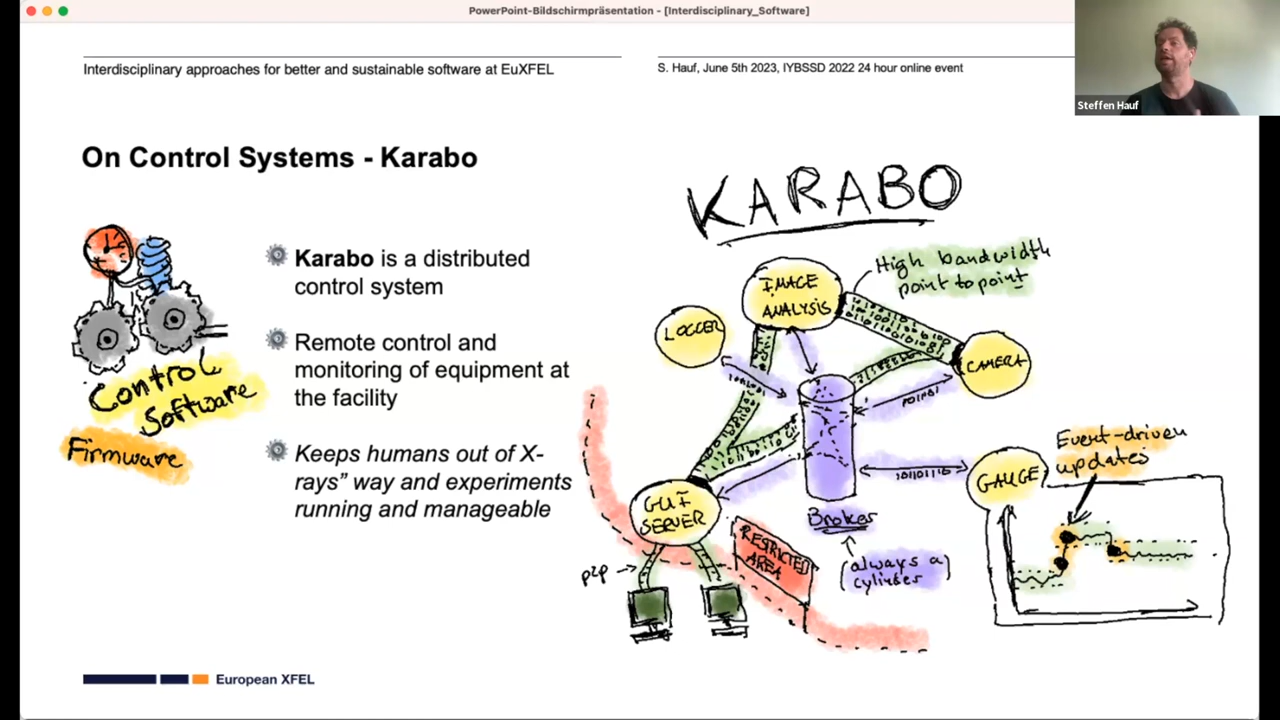 PowerPoint-Bildschirmpräsentation - [Interdisciplinary_Software]
Interdisciplinary approaches for better and sustainable software at EuXFEL
S. Hauf, June 5th 2023, IYBSSD 2022 24 hour online event
Steffen Hauf
On Control Systems - Karabo
Control
Software
Firmware
Karabo is a distributed
control system
Remote control and
monitoring of equipment at
the facility
Keeps humans out of X-
rays” way and experiments
running and manageable
KARABO
High bandwidth
point to point
IMAGE
ANALYSIS
LOGGER
CAMERA
Event-driven
updates
GAUGE
GUI
SERVER
RESTRICTED
AREA
Broker
(always a)
cylinder
p2p
European XFEL